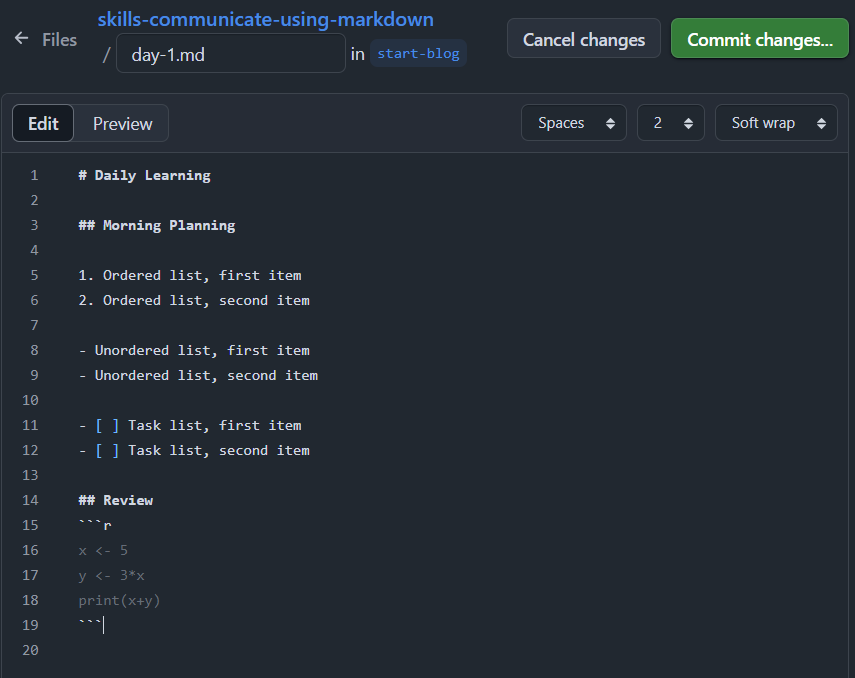 skills-communicate-using-markdown
← Files
/ day-1.md in start-blog
Cancel changes
Commit changes...
Edit Preview
Spaces 2 Soft wrap
1 # Daily Learning
2
3 ## Morning Planning
4
5 1. Ordered list, first item
6 2. Ordered list, second item
7
8 - Unordered list, first item
9 - Unordered list, second item
10
11 - [ ] Task list, first item
12 - [ ] Task list, second item
13
14 ## Review
15 ```r
16 x <- 5
17 y <- 3*x
18 print(x+y)
19 ```
20